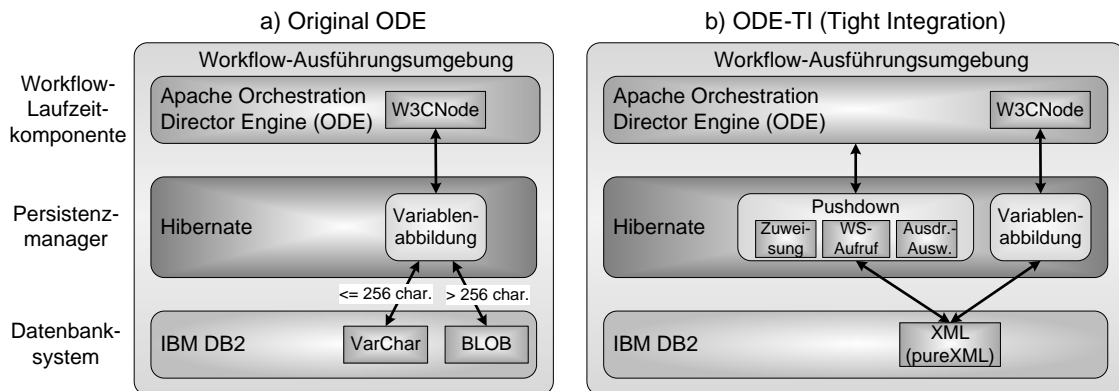 a) Original ODE
b) ODE-TI (Tight Integration)
Workflow-Laufzeit-
komponente
Persistenz-
manager
Datenbank-
system
Workflow-Ausführungsumgebung
Apache Orchestration
Director Engine (ODE)
W3CNode
Hibernate
Variablen-
abbildung
<= 256 char.
> 256 char.
IBM DB2
VarChar
BLOB
Workflow-Ausführungsumgebung
Apache Orchestration
Director Engine (ODE)
W3CNode
Hibernate
Pushdown
Zuwei-
sung
WS-
Aufruf
Ausdr.-
Ausw.
Variablen-
abbildung
IBM DB2
XML
(pureXML)